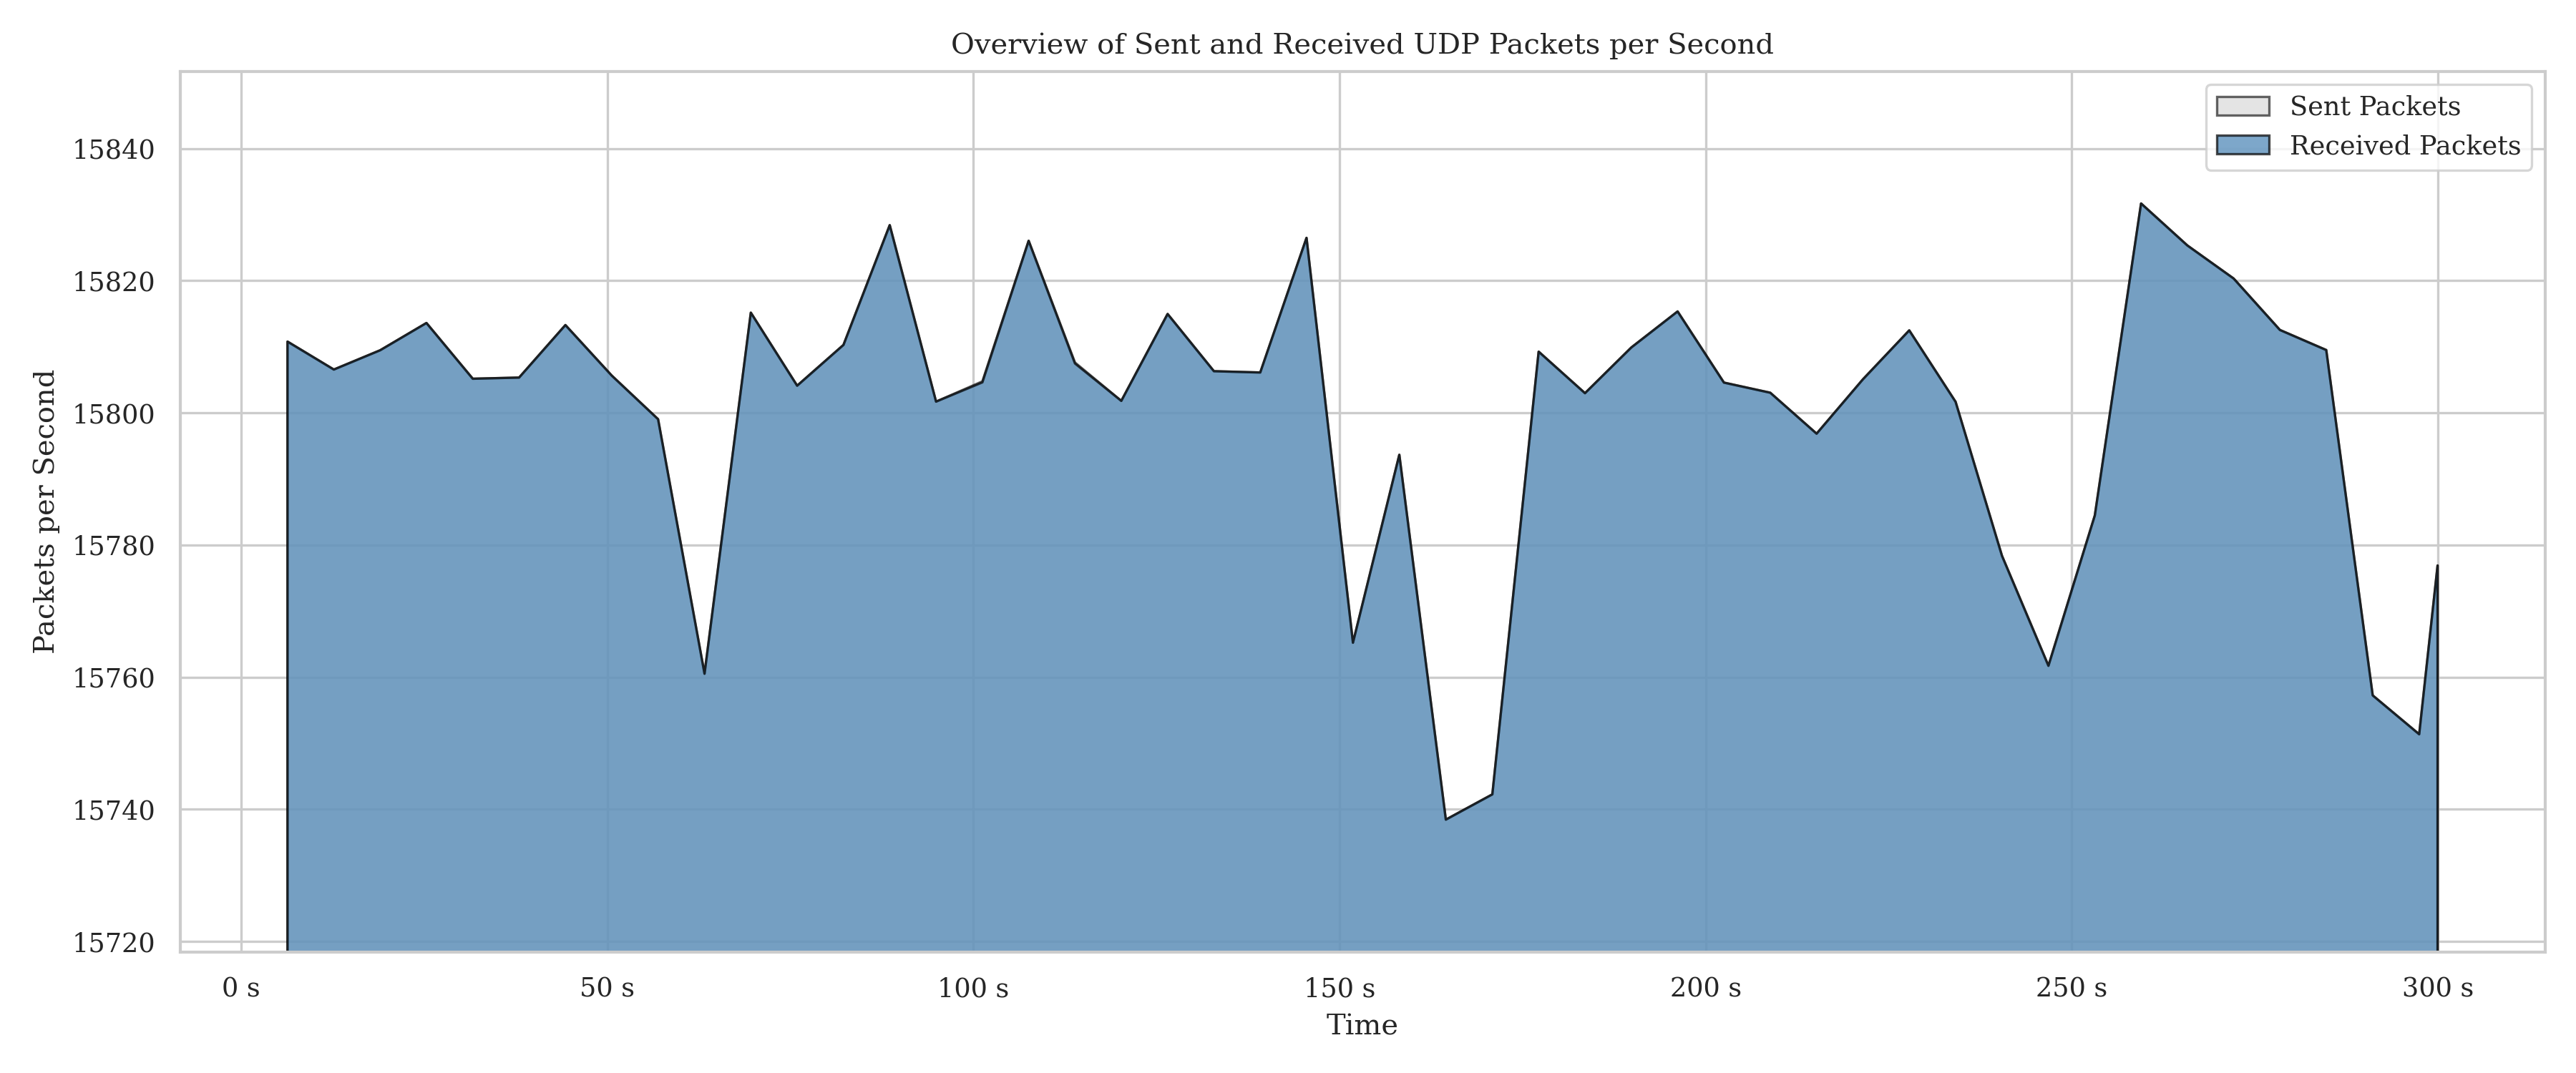 Overview of Sent and Received UDP Packets per Second
Sent Packets
Received Packets
Packets per Second
15840
15820
15800
15780
15760
15740
15720
0 s
50 s
100 s
150 s
200 s
250 s
300 s
Time